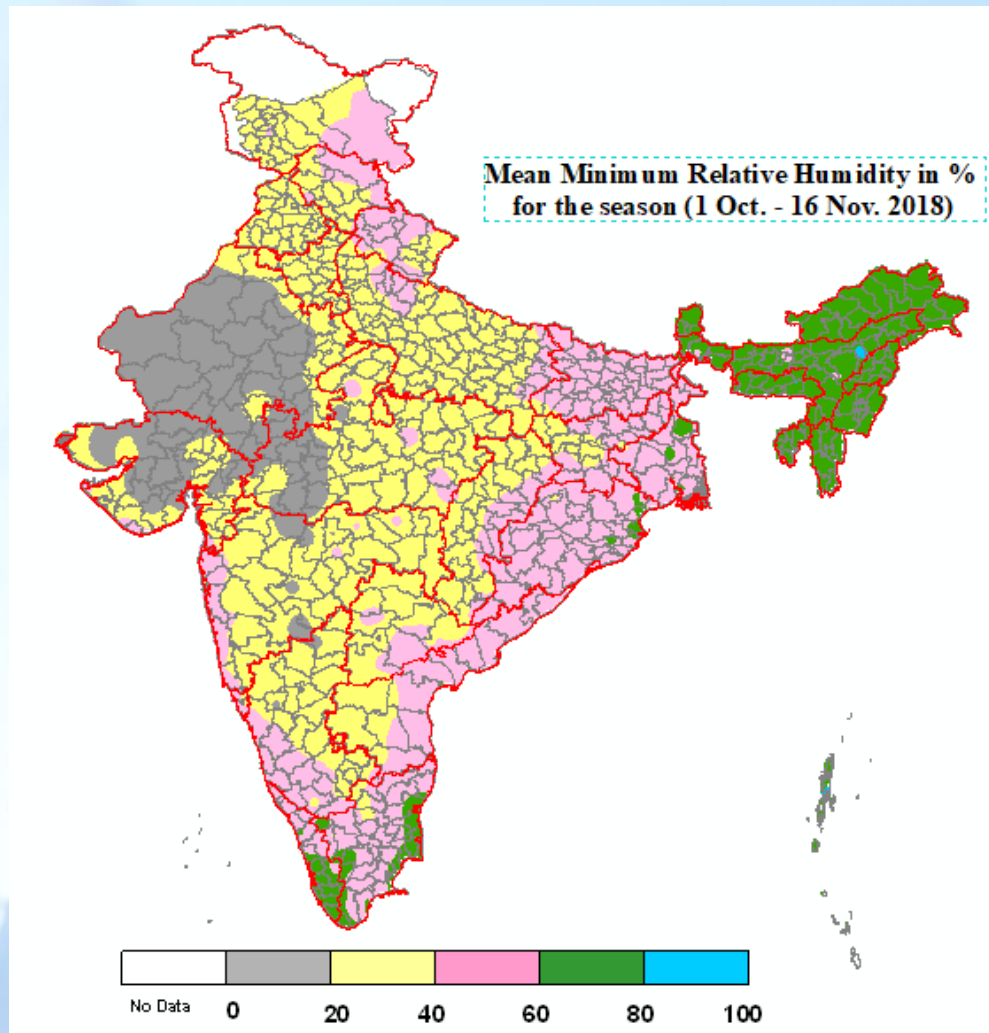 Mean Minimum Relative Humidity in %
for the season (1 Oct. - 16 Nov. 2018)
No Data 0 20 40 60 80 100